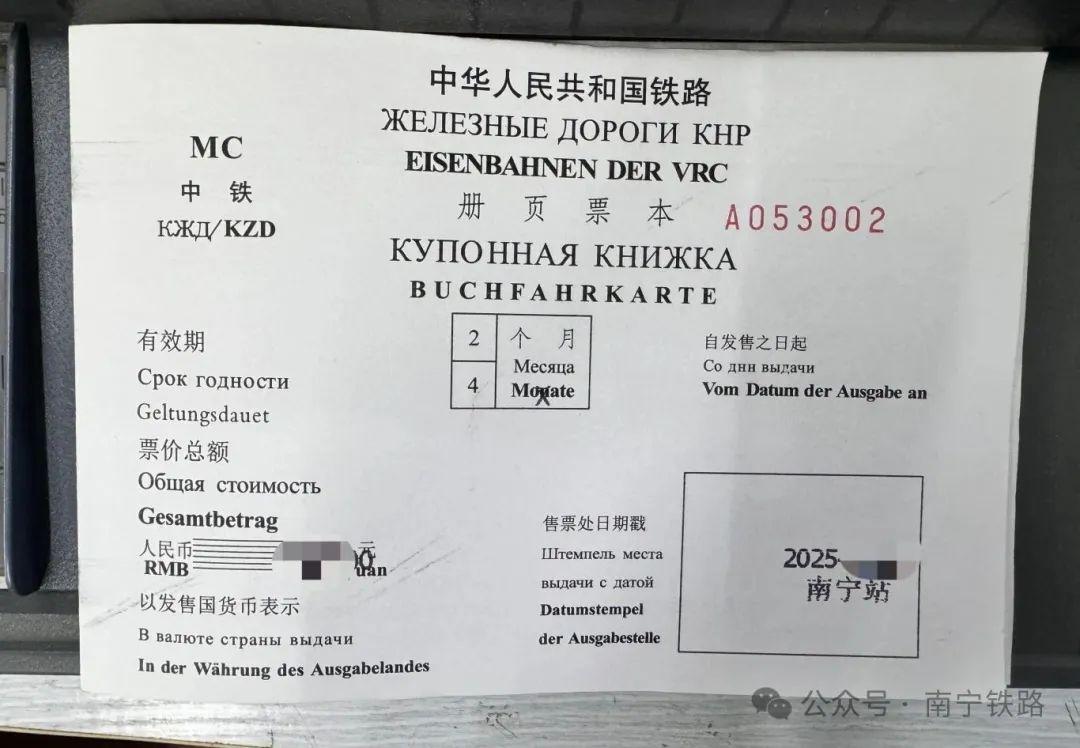 中华人民共和国铁路
ЖЕЛЕЗНЫЕ ДОРОГИ КНР
EISENBAHNEN DER VRC
MC
中 铁
КЖД/KZD
册 页 票 本
A053002
КУПОННАЯ КНИЖКА
BUCHFAHRKARTE
有效期
Срок годности
Geltungsdauet
2
4
个 月
Месяца
Monate
X
自发售之日起
Со днн выдачи
Vom Datum der Ausgabe an
票价总额
Общая стоимость
Gesamtbetrag
人民币 元
RMB uan
以发售国货币表示
В валюте страны выдачи
In der Währung des Ausgabelandes
售票处日期戳
Штемпель места
выдачи с датой
Datumstempel
der Ausgabestelle
2025-
南宁站
公众号 · 南宁铁路